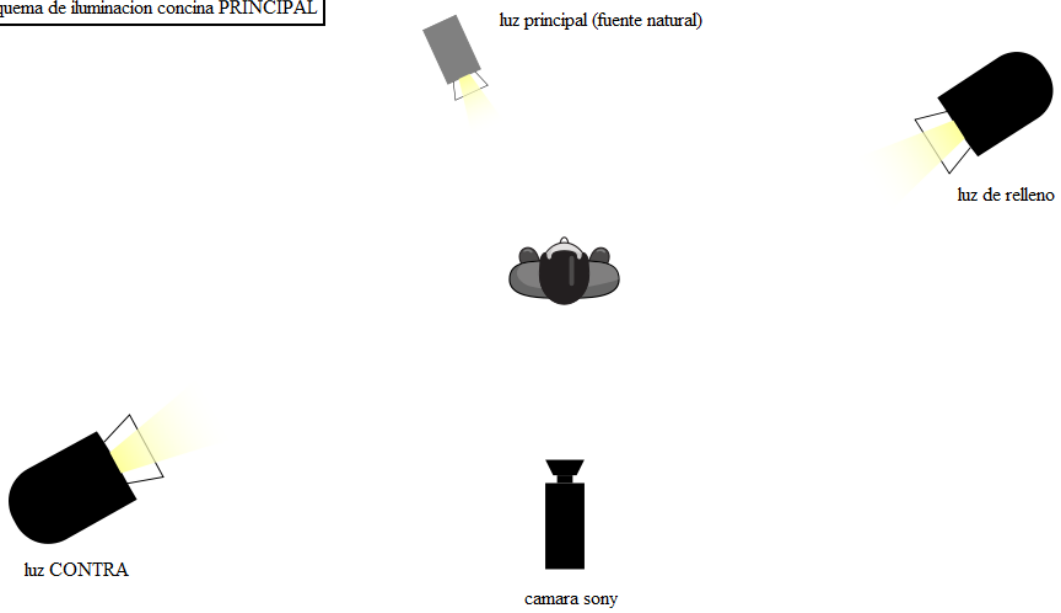 quema de iluminacion concina PRINCIPAL
luz principal (fuente natural)
luz de relleno
luz CONTRA
camara sony